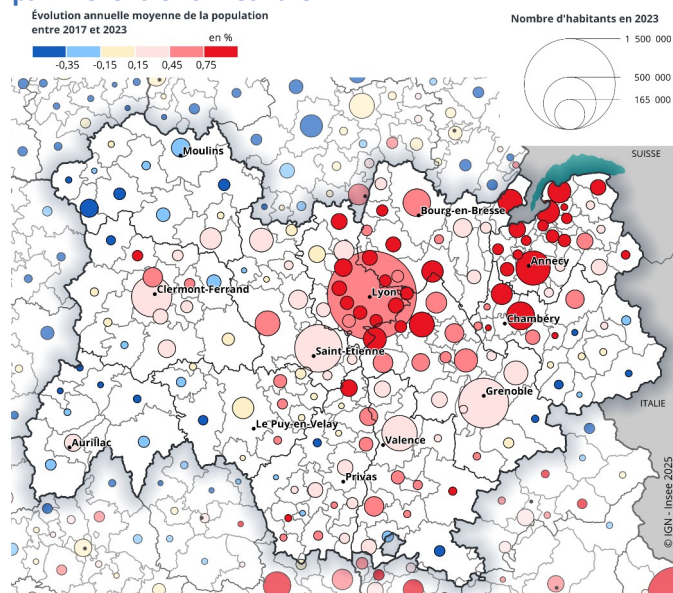 Évolution annuelle moyenne de la population
entre 2017 et 2023
en %
-0,35 -0,15 0,15 0,45 0,75
Nombre d'habitants en 2023
1 500 000
500 000
165 000
SUISSE
Moulins
Bourg-en-Bresse
Annecy
Clermont-Ferrand
Lyon
Chambéry
Saint-Étienne
Grenoble
ITALIE
Le Puy-en-Velay
Aurillac
Valence
Privas
© IGN - Insee 2025